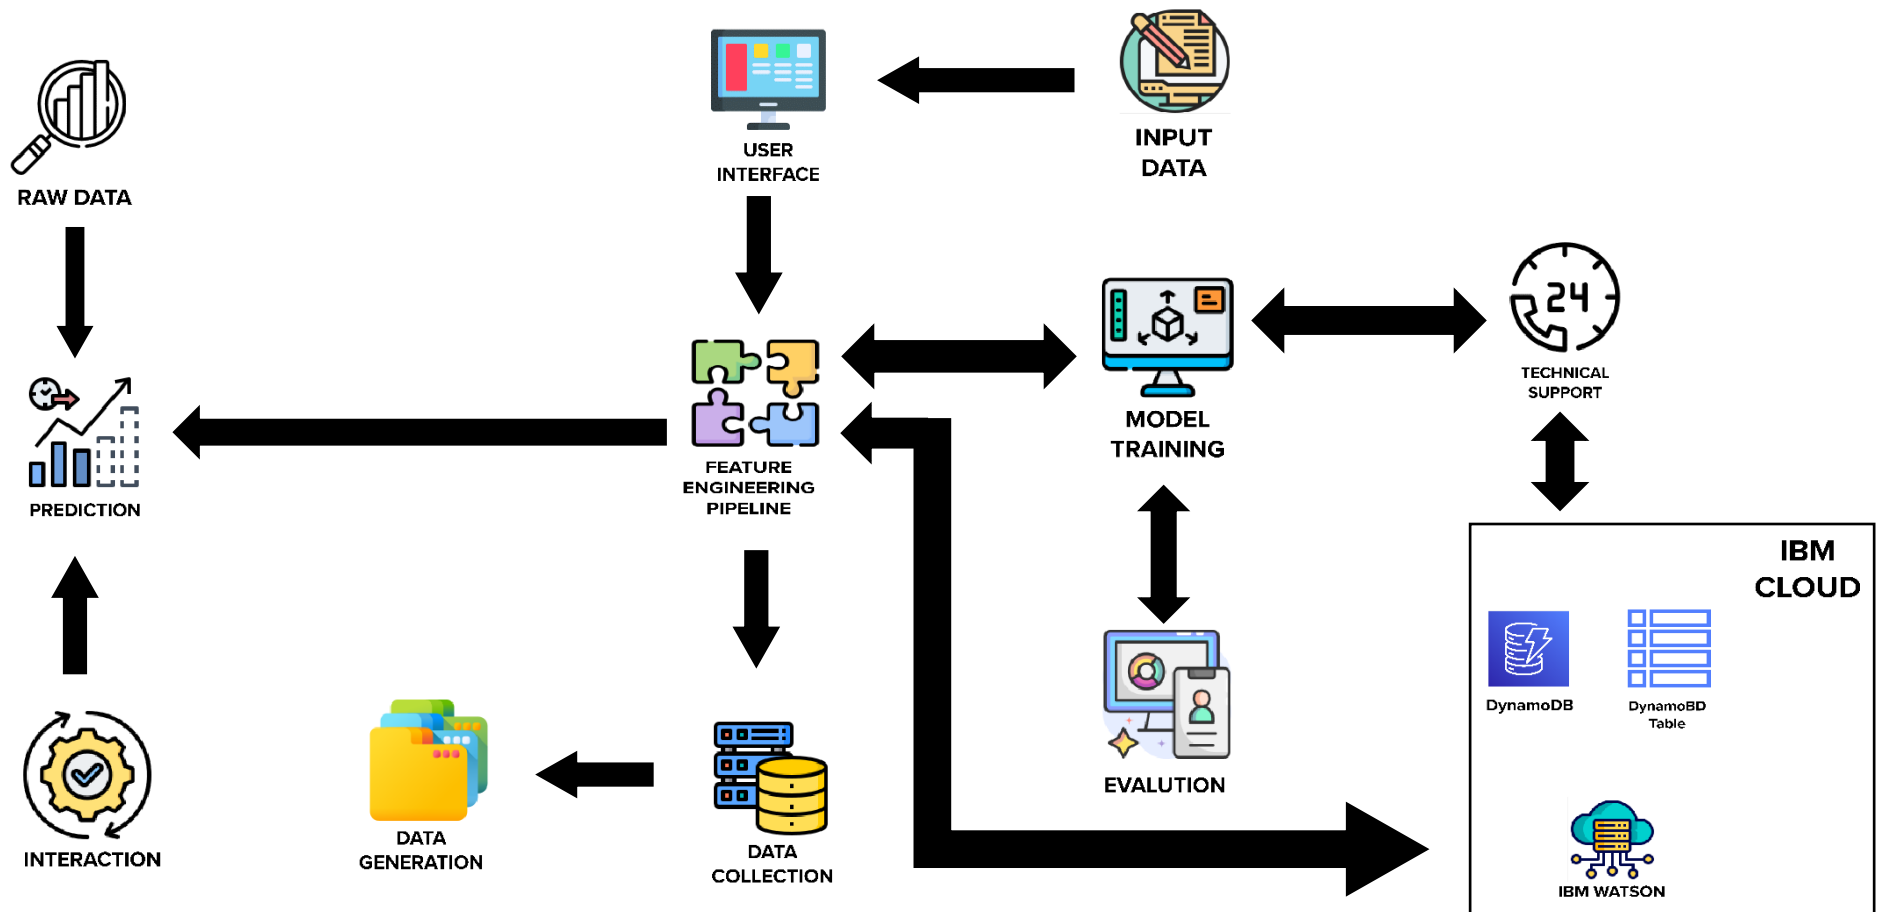 RAW DATA
USER
INTERFACE
INPUT
DATA
24
TECHNICAL
SUPPORT
MODEL
TRAINING
FEATURE
ENGINEERING
PIPELINE
PREDICTION
IBM
CLOUD
DynamoDB
DynamoBD
Table
EVALUTION
INTERACTION
DATA
GENERATION
DATA
COLLECTION
IBM WATSON